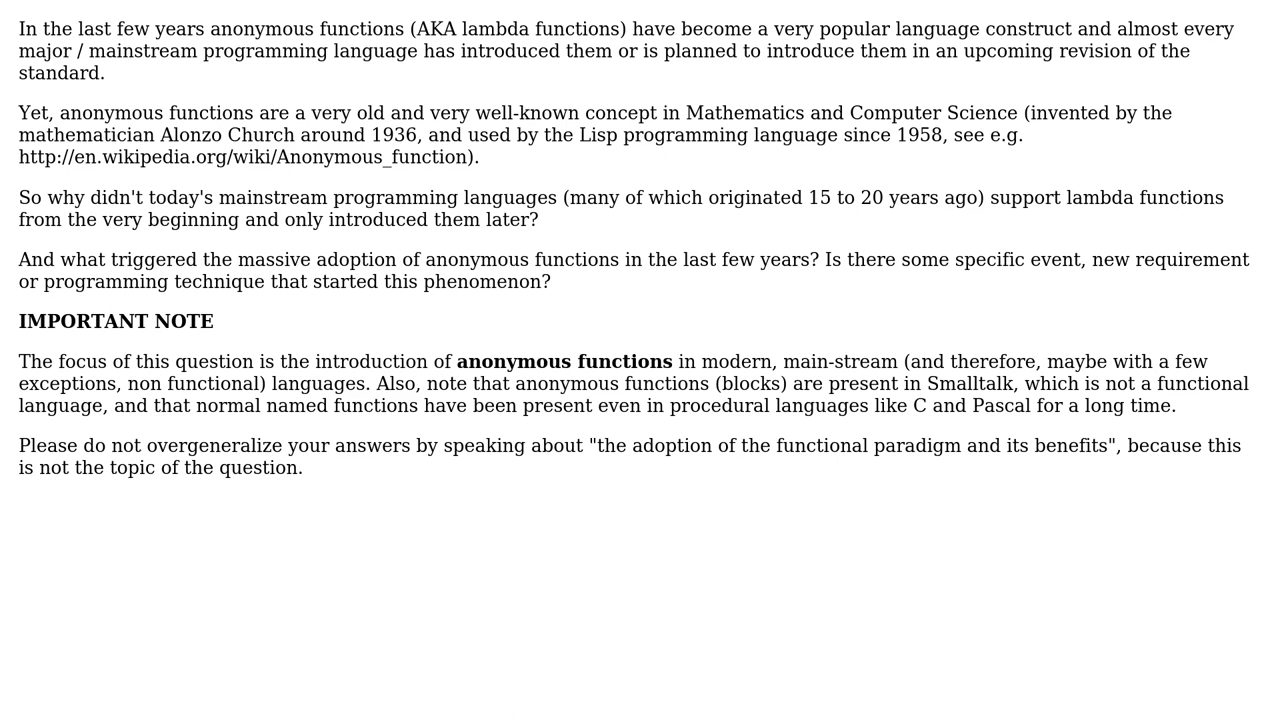 In the last few years anonymous functions (AKA lambda functions) have become a very popular language construct and almost every
major / mainstream programming language has introduced them or is planned to introduce them in an upcoming revision of the
standard.
Yet, anonymous functions are a very old and very well-known concept in Mathematics and Computer Science (invented by the
mathematician Alonzo Church around 1936, and used by the Lisp programming language since 1958, see e.g.
http://en.wikipedia.org/wiki/Anonymous_function).
So why didn't today's mainstream programming languages (many of which originated 15 to 20 years ago) support lambda functions
from the very beginning and only introduced them later?
And what triggered the massive adoption of anonymous functions in the last few years? Is there some specific event, new requirement
or programming technique that started this phenomenon?
IMPORTANT NOTE
The focus of this question is the introduction of anonymous functions in modern, main-stream (and therefore, maybe with a few
exceptions, non functional) languages. Also, note that anonymous functions (blocks) are present in Smalltalk, which is not a functional
language, and that normal named functions have been present even in procedural languages like C and Pascal for a long time.
Please do not overgeneralize your answers by speaking about "the adoption of the functional paradigm and its benefits", because this
is not the topic of the question.